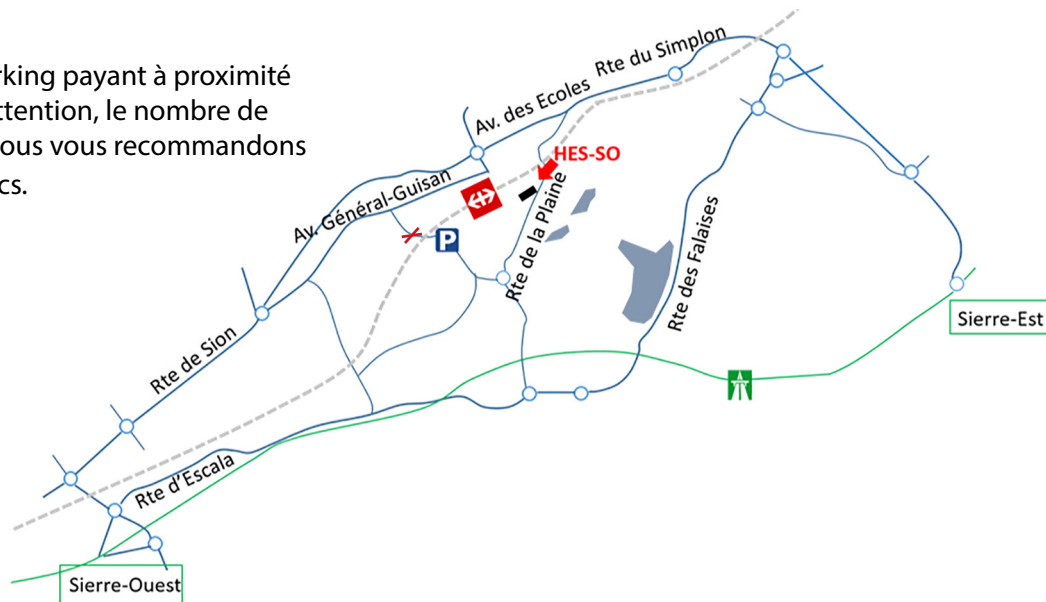 rking payant à proximité
ttention, le nombre de
ous vous recommandons
cs.
Rte du Simplon
Av. des Ecoles
HES-SO
Av. Général-Guisan
P
Rte de la Plaine
Rte des Falaises
Sierre-Est
Rte de Sion
Rte d'Escala
Sierre-Ouest